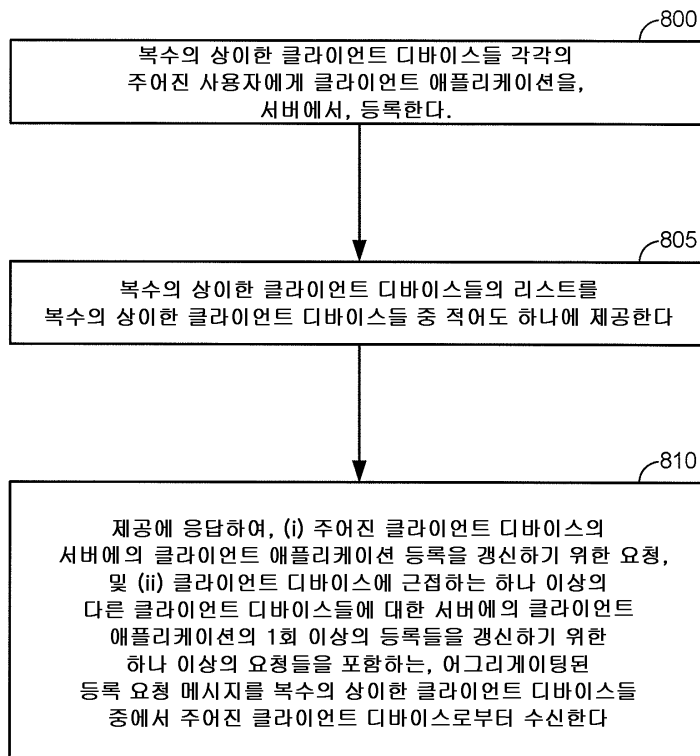 800
복수의 상이한 클라이언트 디바이스들 각각의
주어진 사용자에게 클라이언트 애플리케이션을,
서버에서, 등록한다.
805
복수의 상이한 클라이언트 디바이스들의 리스트를
복수의 상이한 클라이언트 디바이스들 중 적어도 하나에 제공한다
810
제공에 응답하여, (i) 주어진 클라이언트 디바이스의
서버에의 클라이언트 애플리케이션 등록을 갱신하기 위한 요청,
및 (ii) 클라이언트 디바이스에 근접하는 하나 이상의
다른 클라이언트 디바이스들에 대한 서버에의 클라이언트
애플리케이션의 1회 이상의 등록들을 갱신하기 위한
하나 이상의 요청들을 포함하는, 어그리게이팅된
등록 요청 메시지를 복수의 상이한 클라이언트 디바이스들
중에서 주어진 클라이언트 디바이스로부터 수신한다